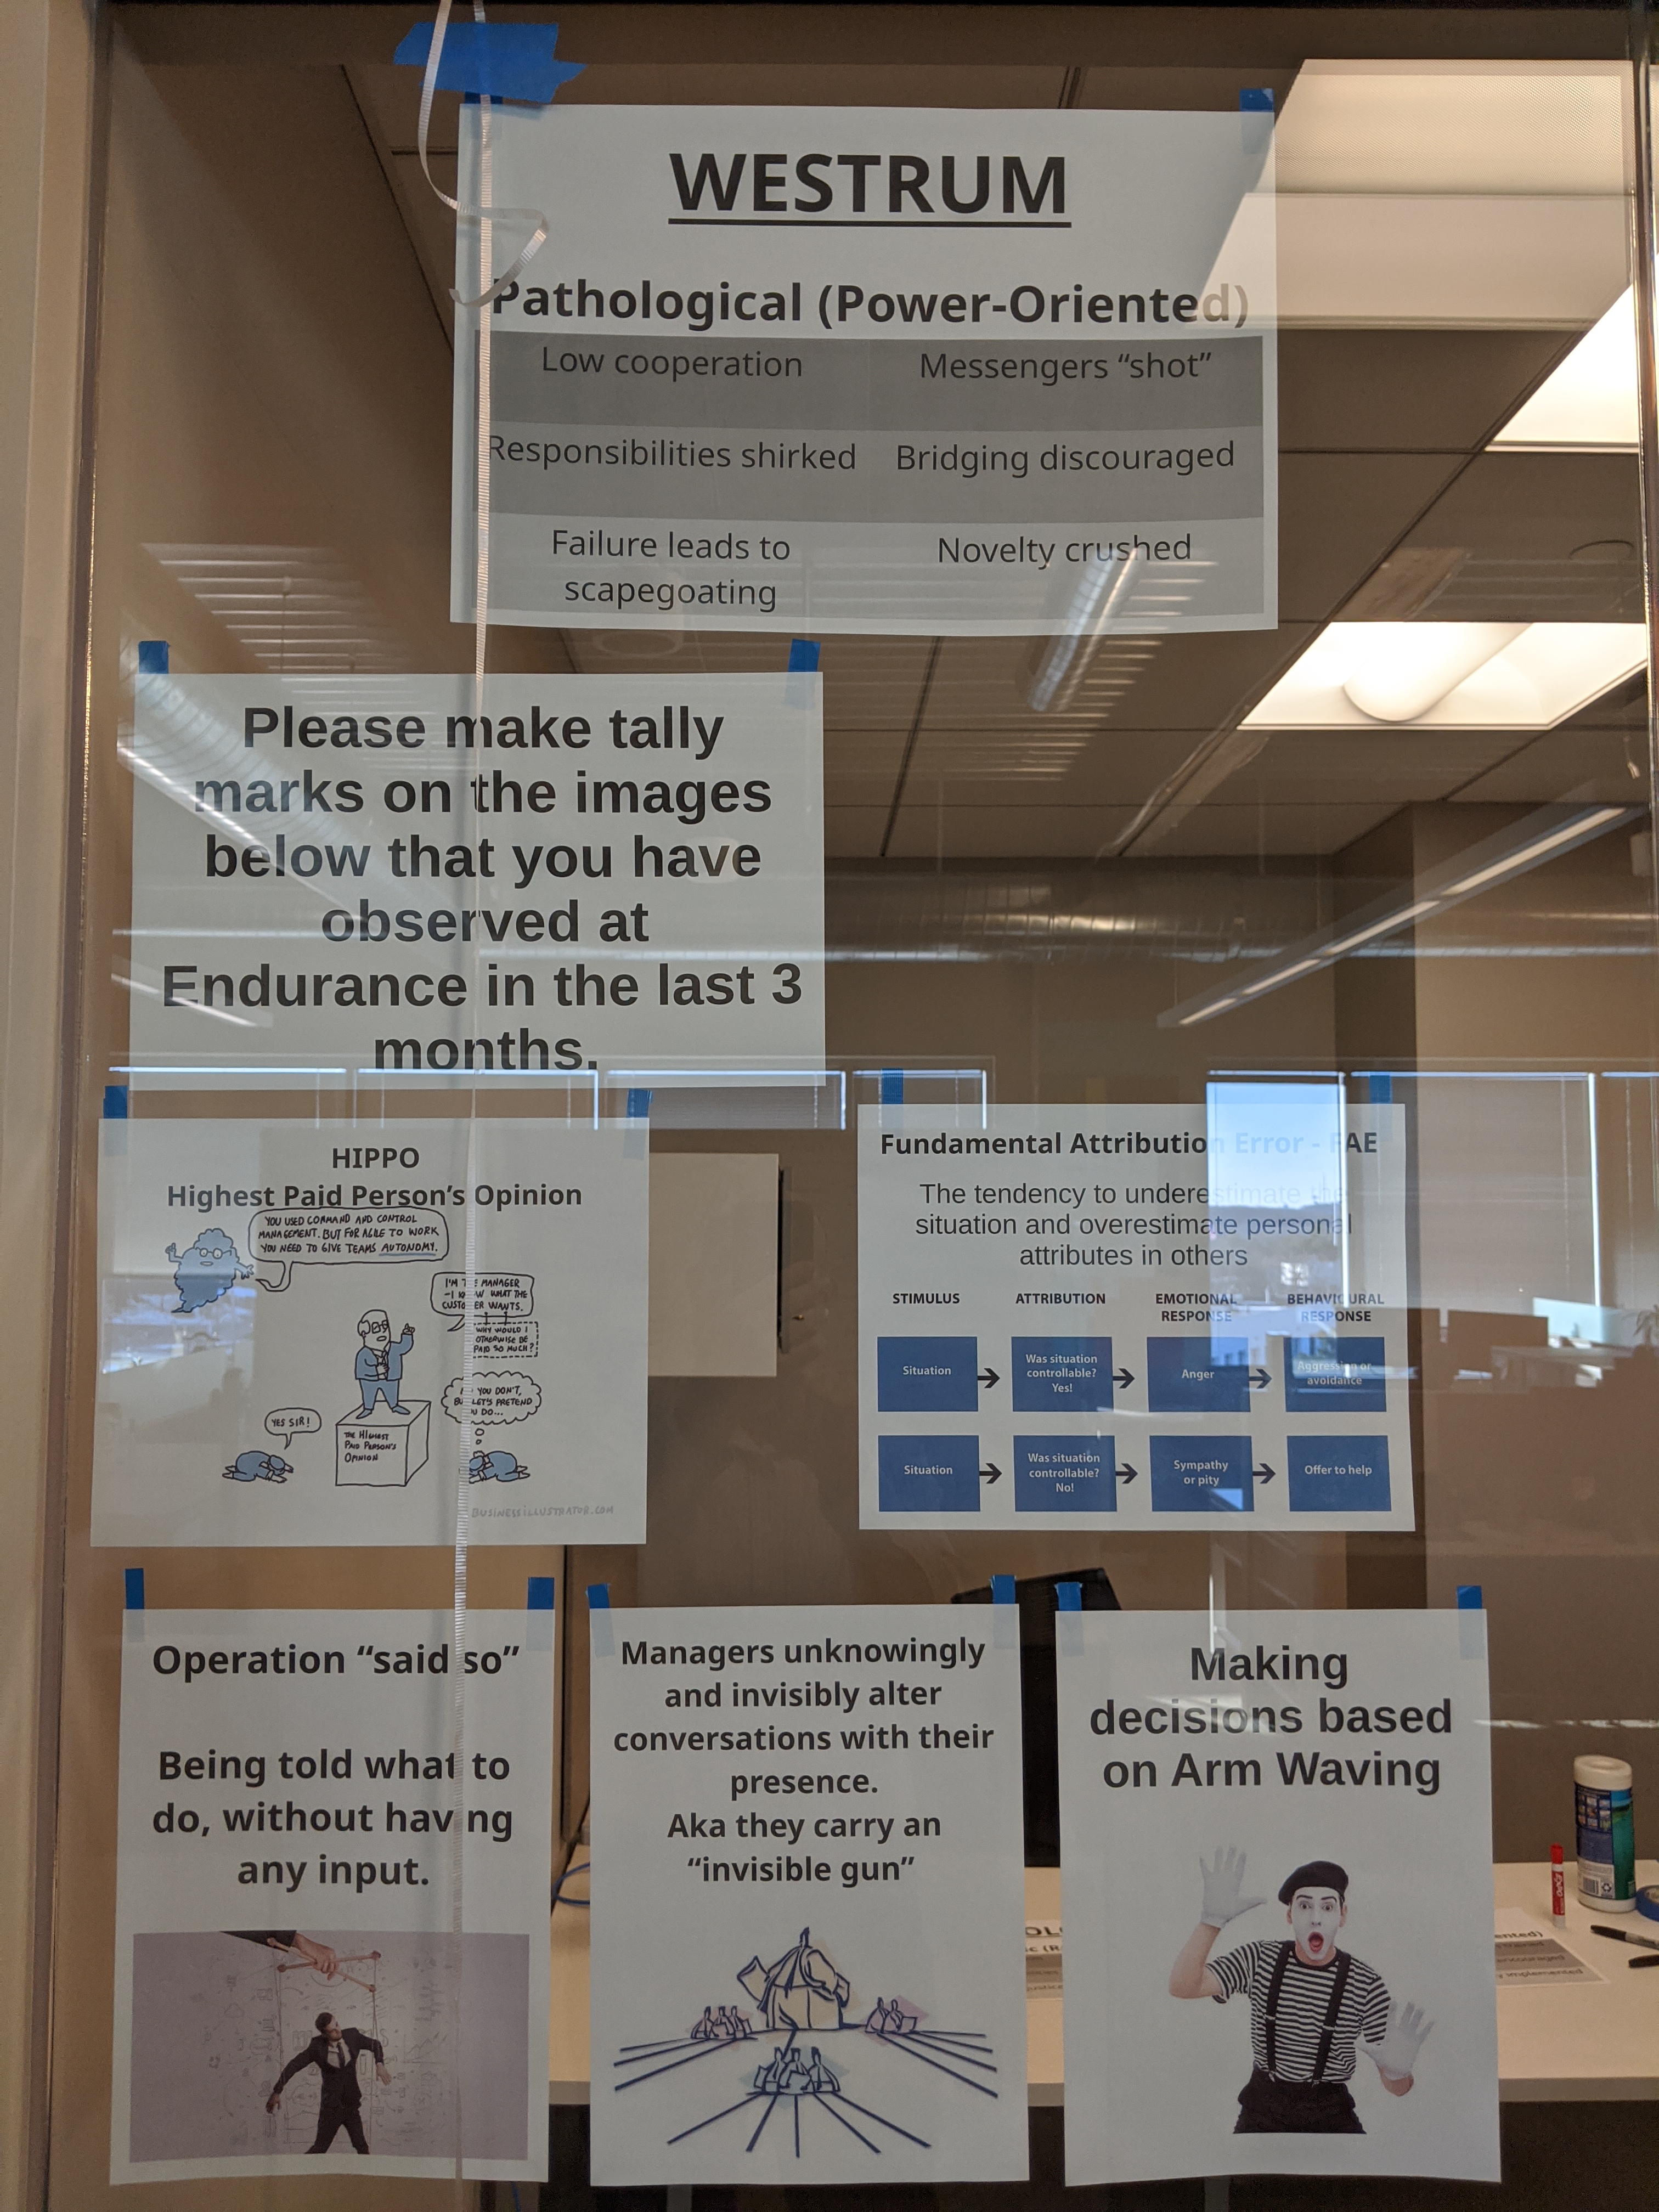 WESTRUM
Pathological (Power-Oriented)
Low cooperation
Messengers “shot”
Responsibilities shirked
Bridging discouraged
Failure leads to
scapegoating
Novelty crushed
Please make tally
marks on the images
below that you have
observed at
Endurance in the last 3
months.
HIPPO
Highest Paid Person’s Opinion
YOU USED COMMAND AND CONTROL
MANAGEMENT. BUT FOR AGILE TO WORK
YOU NEED TO GIVE TEAMS AUTONOMY.
I'M THE MANAGER
-I KNOW WHAT THE
CUSTOMER WANTS.
WHY WOULD I
OTHERWISE BE
PAID SO MUCH?
YOU DON'T,
BUT LET'S PRETEND
YOU DO...
YES SIR!
THE HIGHEST
PAID PERSON'S
OPINION
BUSINESSILLUSTRATOR.COM
Fundamental Attribution Error - FAE
The tendency to underestimate the
situation and overestimate personal
attributes in others
STIMULUS
ATTRIBUTION
EMOTIONAL
RESPONSE
BEHAVIOURAL
RESPONSE
Situation
Was situation
controllable?
Yes!
Anger
Aggression or
avoidance
Situation
Was situation
controllable?
No!
Sympathy
or pity
Offer to help
Operation “said so”
Being told what to
do, without having
any input.
Managers unknowingly
and invisibly alter
conversations with their
presence.
Aka they carry an
“invisible gun”
Making
decisions based
on Arm Waving